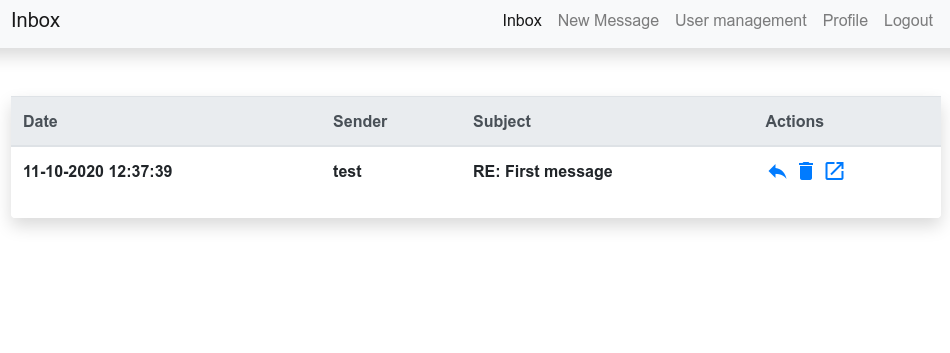 Inbox Inbox New Message User management Profile Logout
Date Sender Subject Actions
11-10-2020 12:37:39 test RE: First message